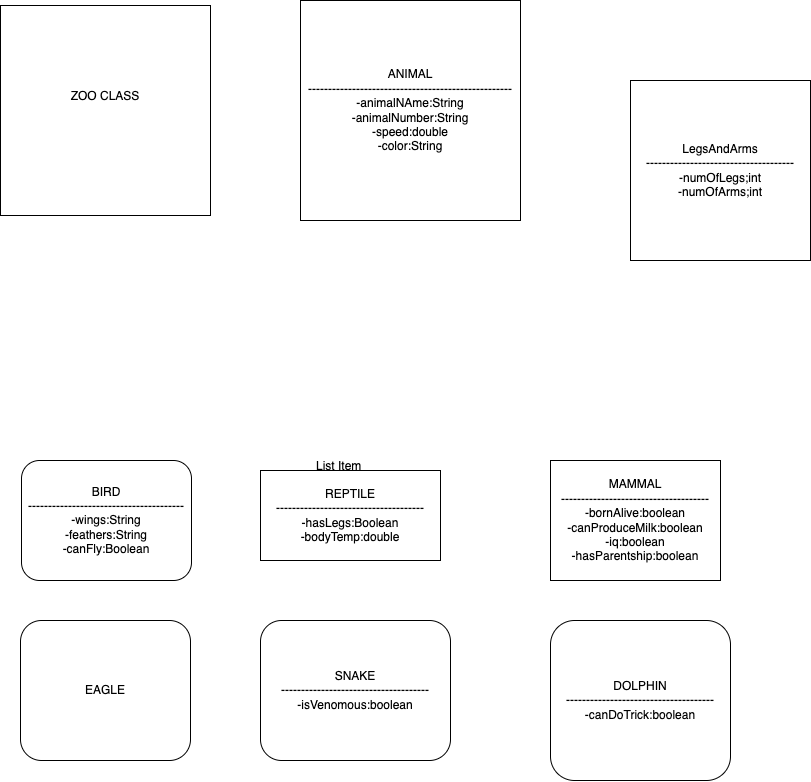 ZOO CLASS
ANIMAL
---------------------------------------------------
-animalNAme:String
-animalNumber:String
-speed:double
-color:String
LegsAndArms
-------------------------------------
-numOfLegs;int
-numOfArms;int
BIRD
---------------------------------------
-wings:String
-feathers:String
-canFly:Boolean
List Item
REPTILE
-------------------------------------
-hasLegs:Boolean
-bodyTemp:double
MAMMAL
-------------------------------------
-bornAlive:boolean
-canProduceMilk:boolean
-iq:boolean
-hasParentship:boolean
EAGLE
SNAKE
-------------------------------------
-isVenomous:boolean
DOLPHIN
-------------------------------------
-canDoTrick:boolean